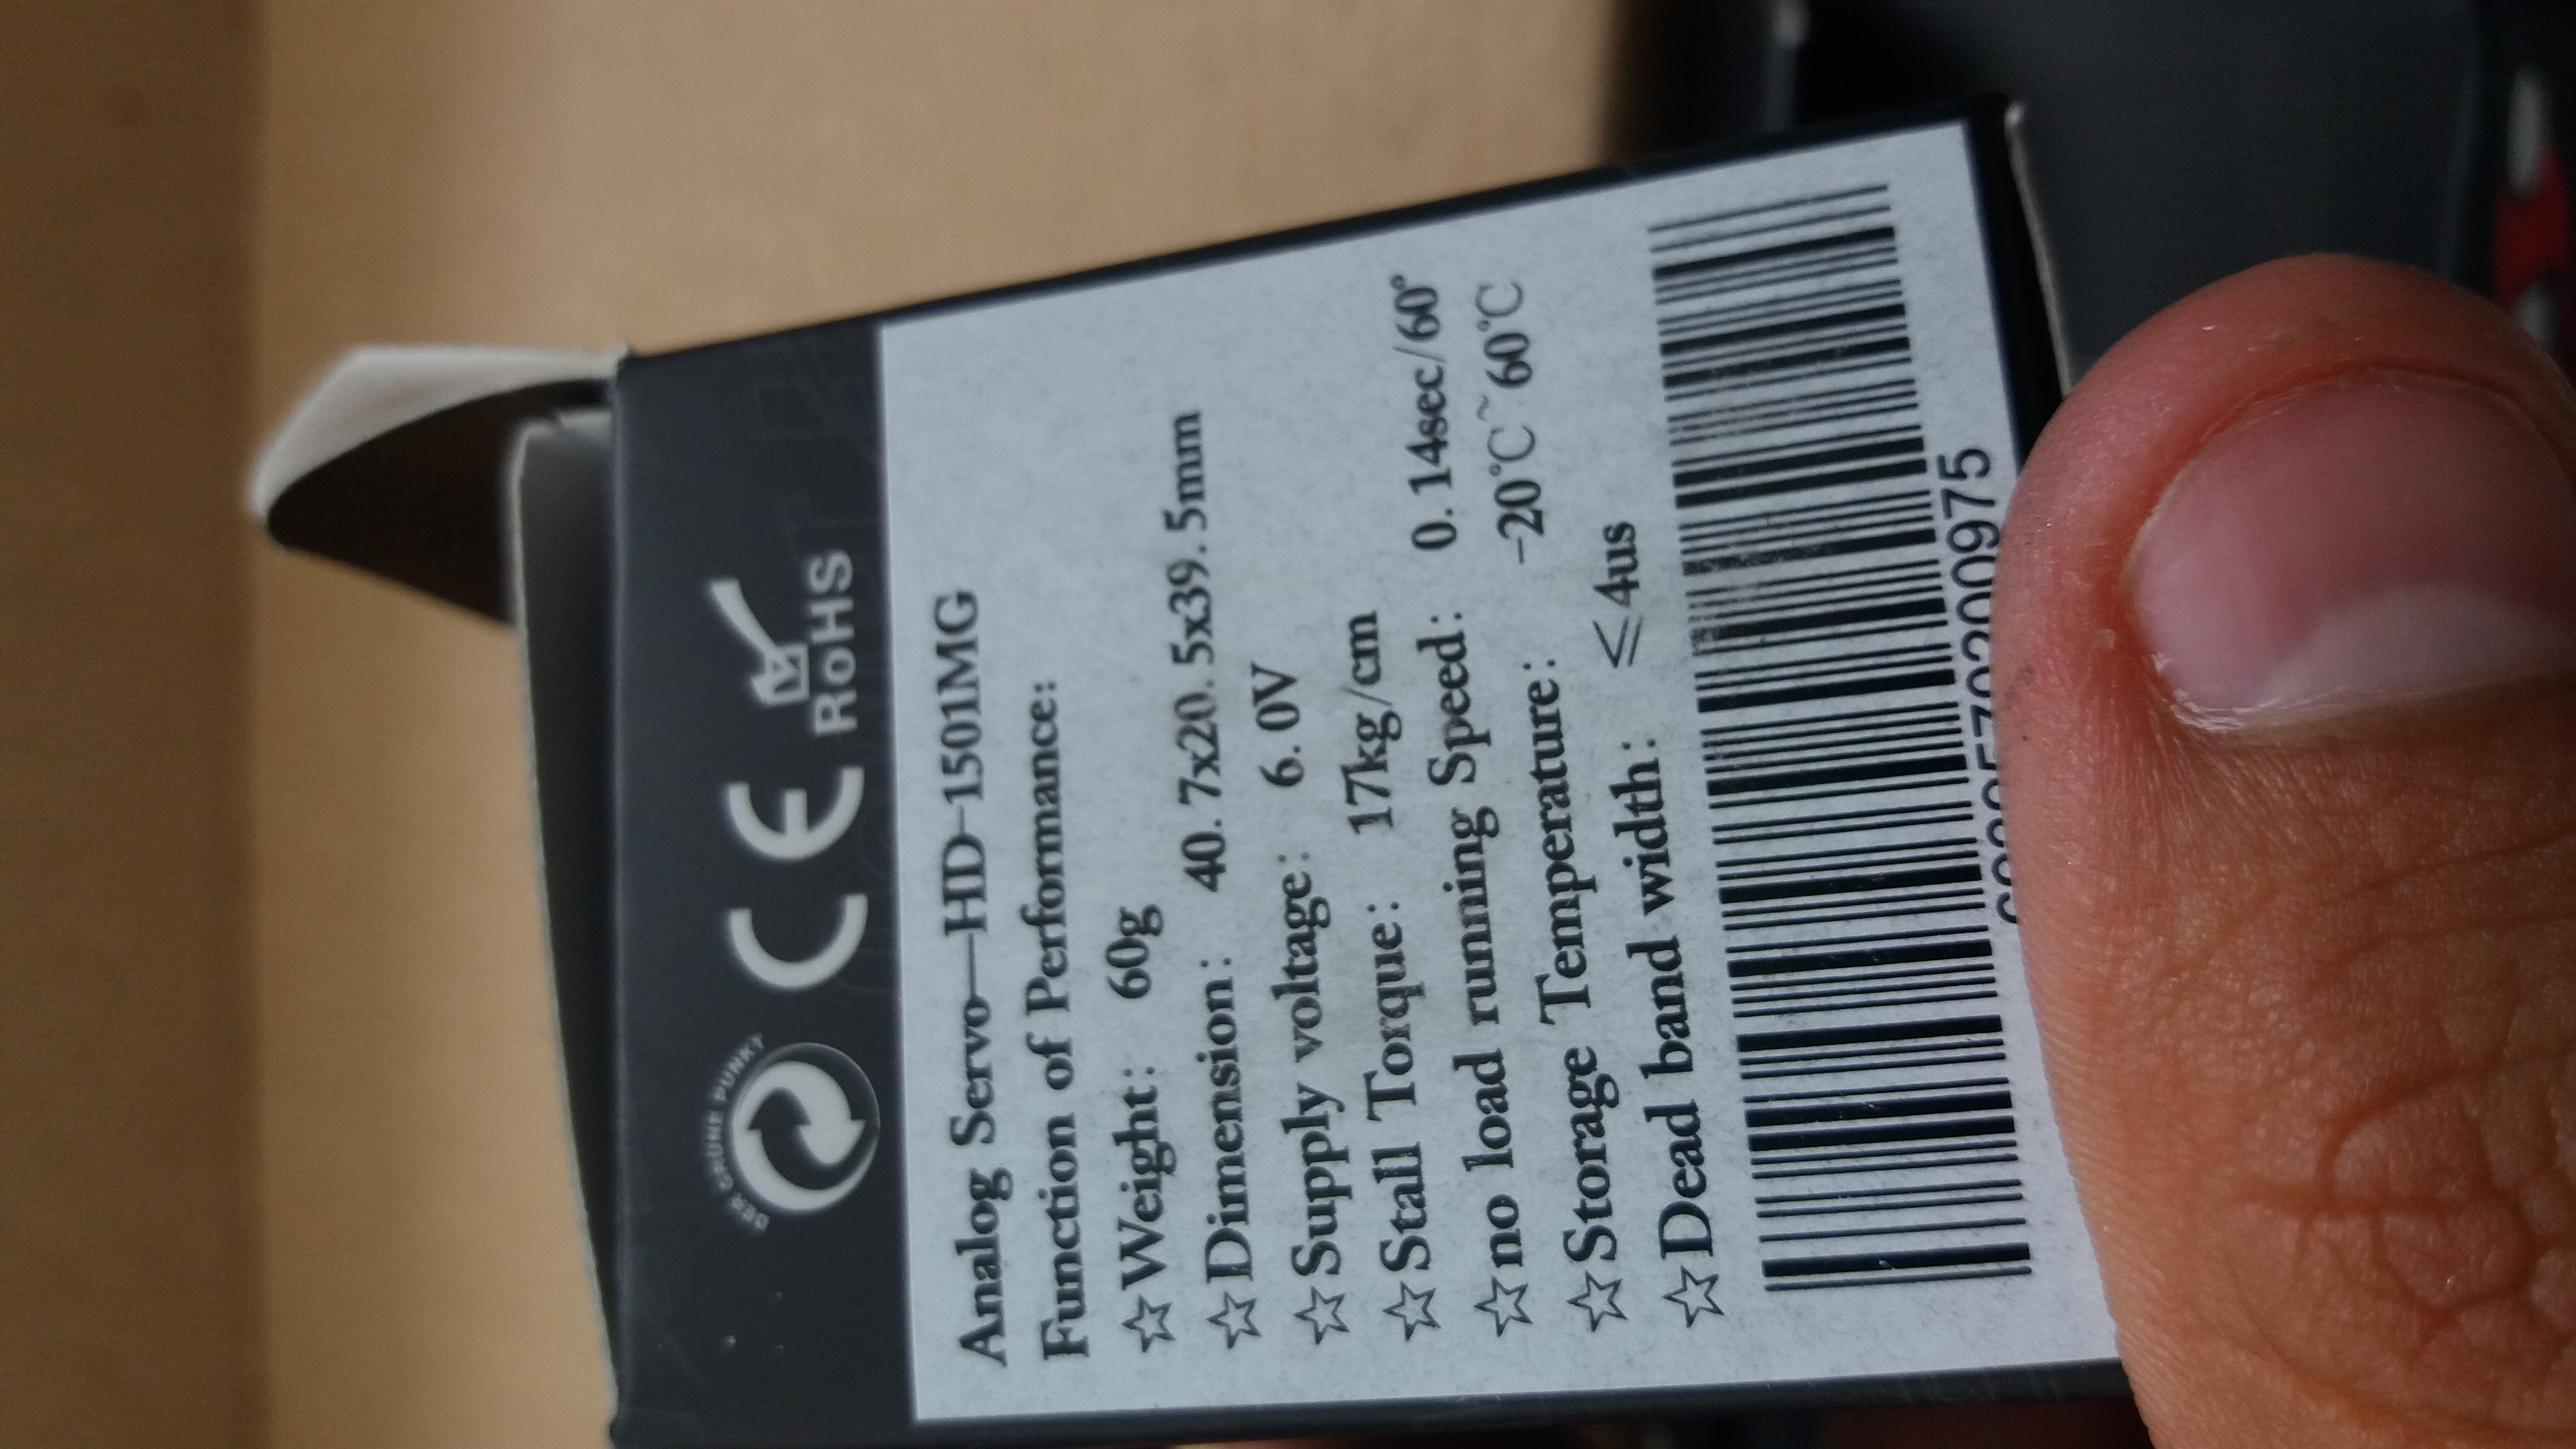 DER GRÜNE PUNKT
CE
RoHS
Analog Servo—HD-1501MG
Function of Performance:
☆Weight: 60g
☆Dimension: 40.7x20.5x39.5mm
☆Supply voltage: 6.0V
☆Stall Torque: 17kg/cm
☆no load running Speed: 0.14sec/60°
☆Storage Temperature: -20℃~60℃
☆Dead band width: ≤4us